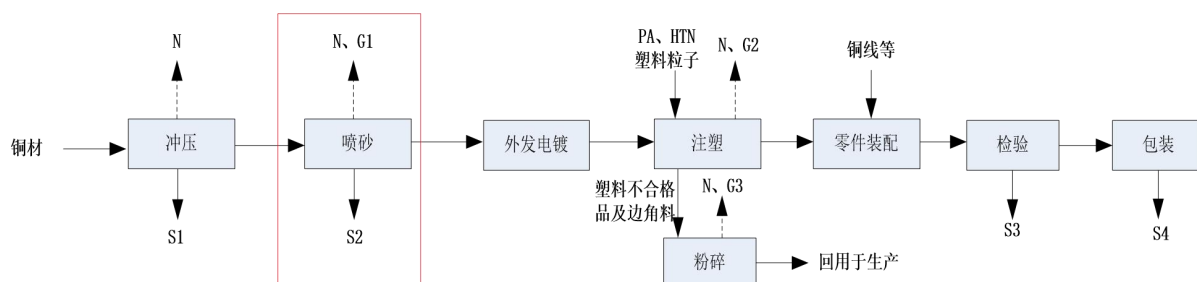 N
N、G1
PA、HTN
塑料粒子
N、G2
铜线等
铜材
冲压
喷砂
外发电镀
注塑
零件装配
检验
包装
塑料不合格
品及边角料
N、G3
S1
S2
S3
S4
粉碎
回用于生产